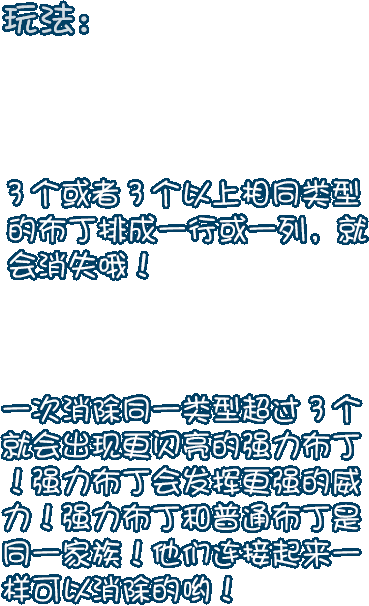 玩法：
3个或者3个以上相同类型
的布丁排成一行或一列，就
会消失哦！
一次消除同一类型超过3个
就会出现更闪亮的强力布丁
！强力布丁会发挥更强的威
力！强力布丁和普通布丁是
同一家族！他们连接起来一
样可以消除的哟！